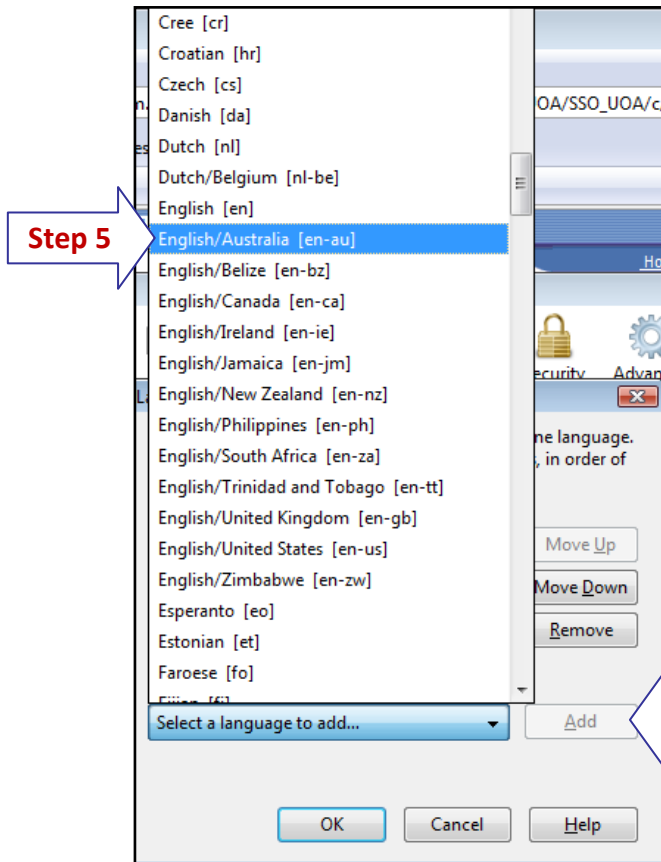 Cree [cr]
Croatian [hr]
Czech [cs]
OA/SSO_UOA/c/
Danish [da]
Dutch [nl]
Dutch/Belgium [nl-be]
English [en]
Step 5
English/Australia [en-au]
English/Belize [en-bz]
English/Canada [en-ca]
English/Ireland [en-ie]
English/Jamaica [en-jm]
English/New Zealand [en-nz]
English/Philippines [en-ph]
ne language.
English/South Africa [en-za]
, in order of
English/Trinidad and Tobago [en-tt]
English/United Kingdom [en-gb]
English/United States [en-us]
Move Up
English/Zimbabwe [en-zw]
Move Down
Esperanto [eo]
Remove
Estonian [et]
Faroese [fo]
Select a language to add...
Add
OK
Cancel
Help